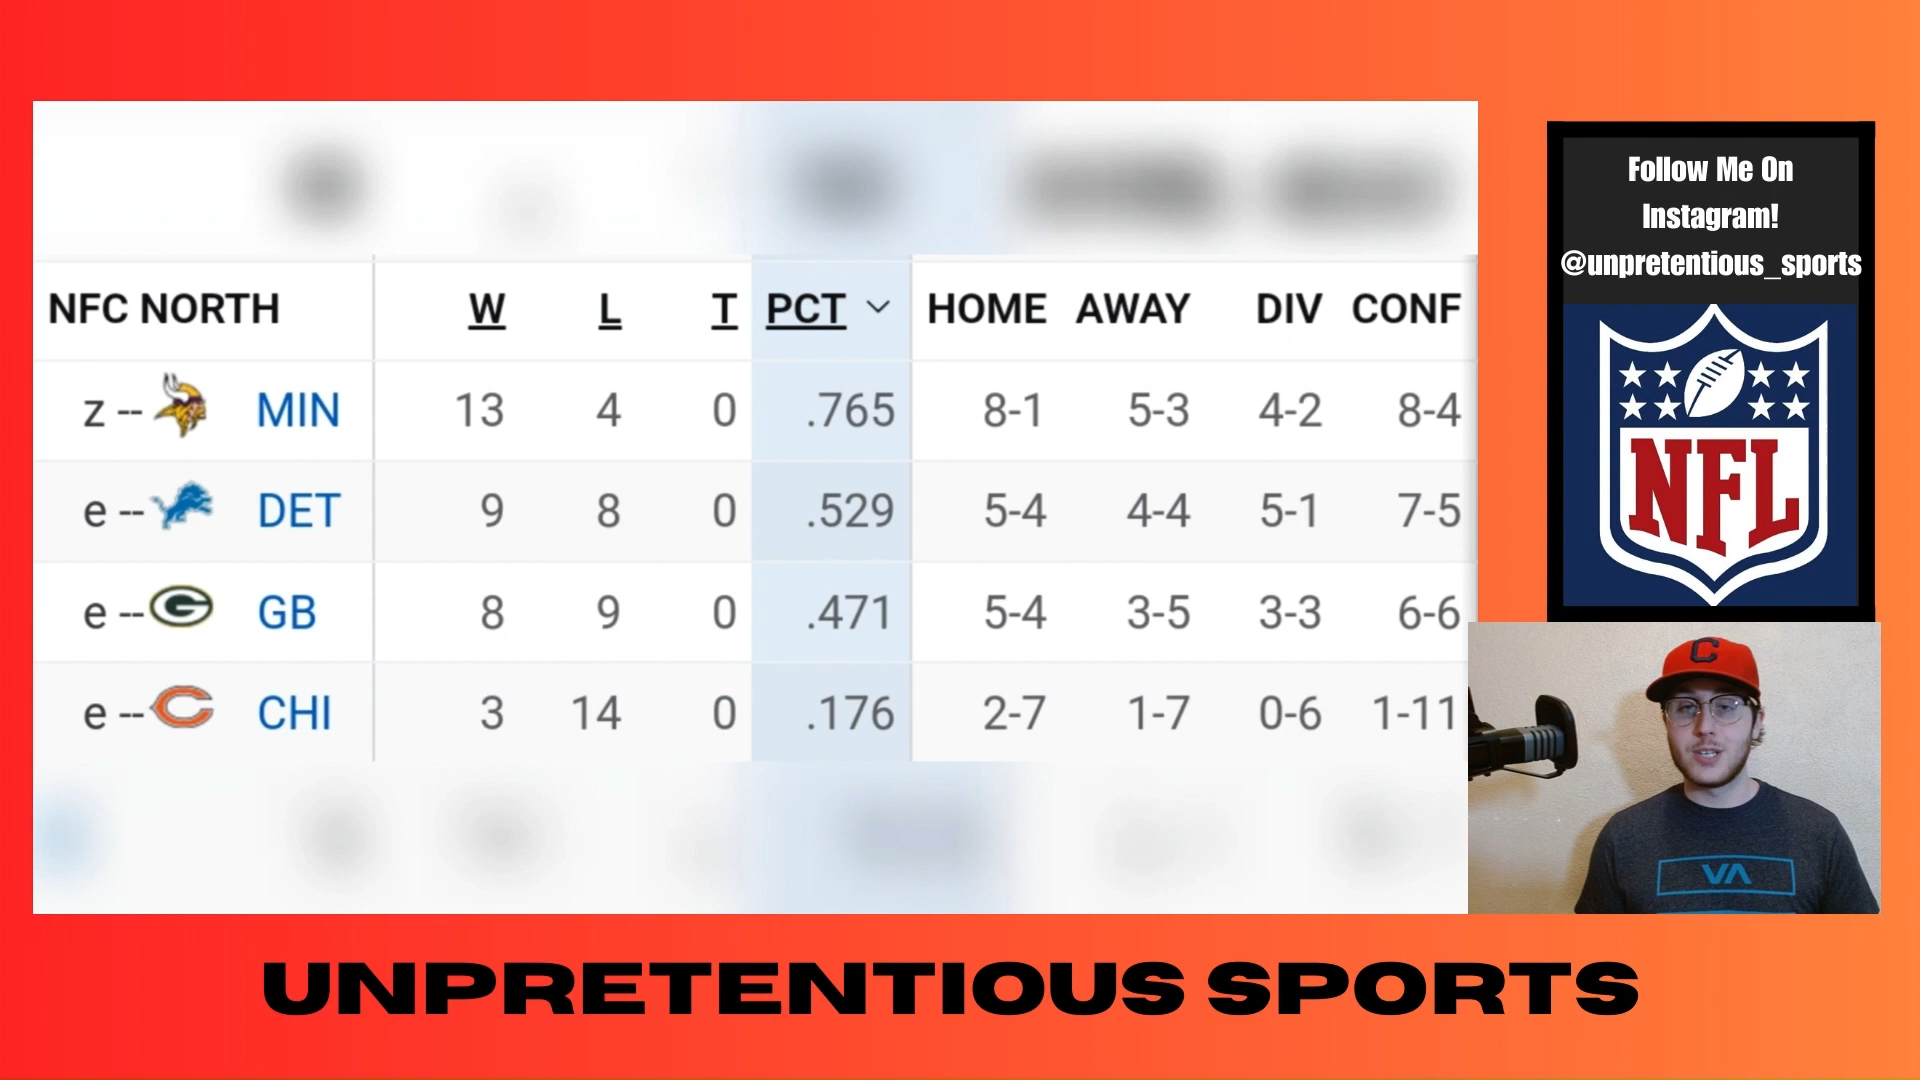 NFC NORTH W L T PCT HOME AWAY DIV CONF
z -- MIN 13 4 0 .765 8-1 5-3 4-2 8-4
e -- DET 9 8 0 .529 5-4 4-4 5-1 7-5
e -- GB 8 9 0 .471 5-4 3-5 3-3 6-6
e -- CHI 3 14 0 .176 2-7 1-7 0-6 1-11
Follow Me On
Instagram!
@unpretentious_sports
NFL
C
VA
UNPRETENTIOUS SPORTS